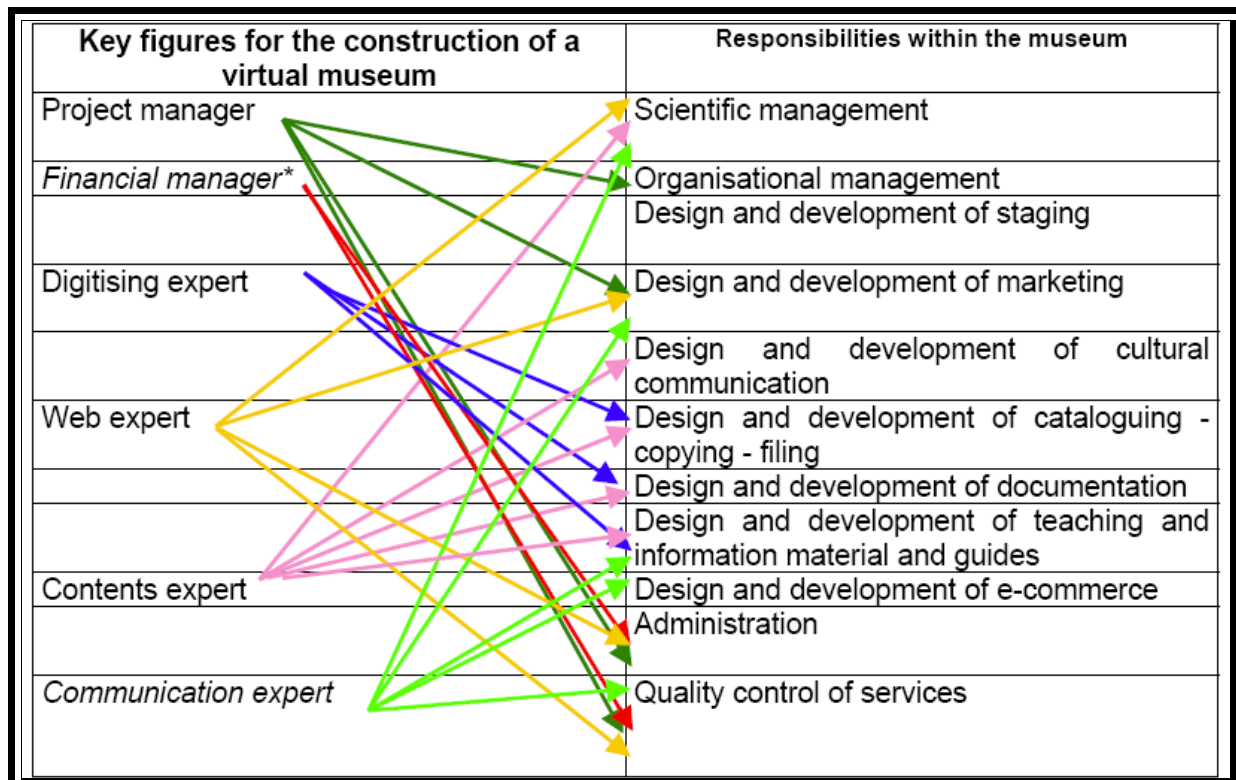 Key figures for the construction of a
virtual museum
Responsibilities within the museum
Project manager
Scientific management
Financial manager*
Organisational management
Design and development of staging
Digitising expert
Design and development of marketing
Design and development of cultural
communication
Web expert
Design and development of cataloguing -
copying - filing
Design and development of documentation
Design and development of teaching and
information material and guides
Contents expert
Design and development of e-commerce
Administration
Communication expert
Quality control of services